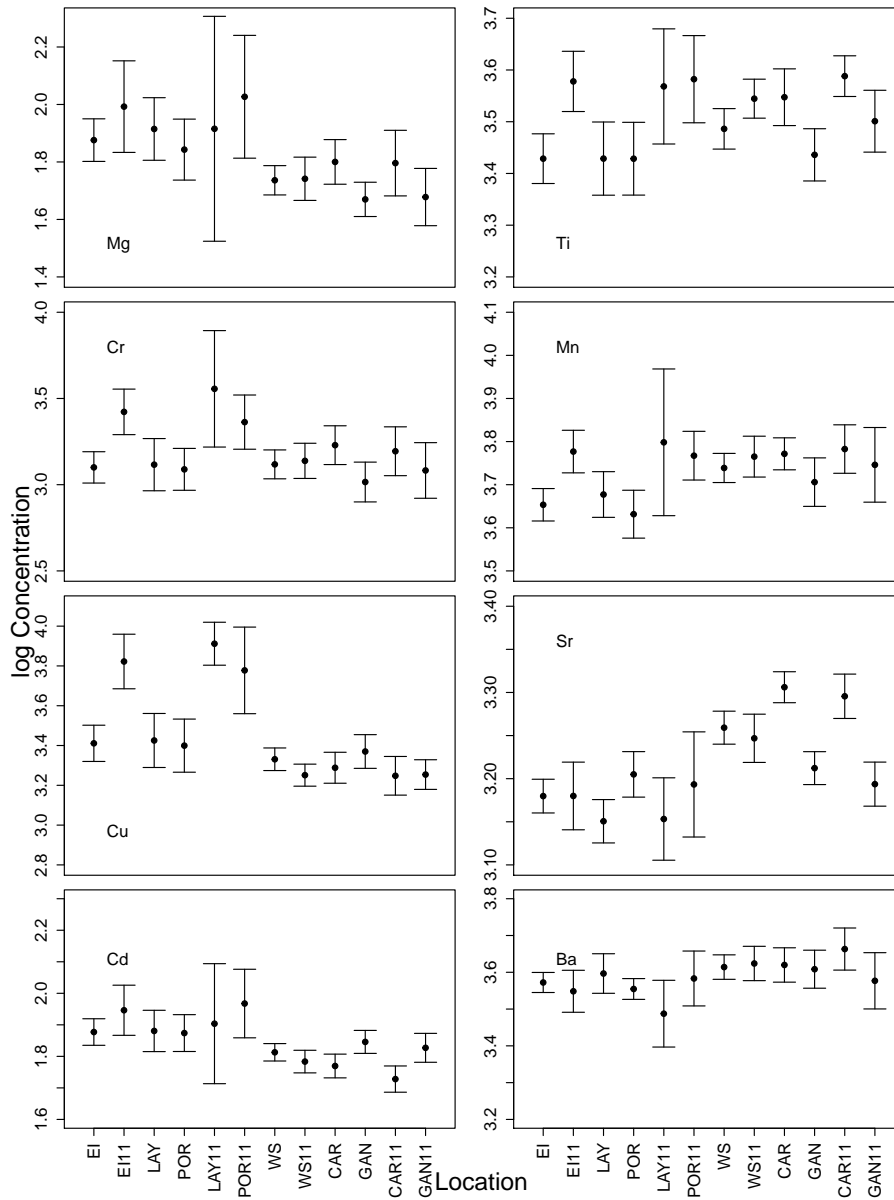 1.4 1.6 1.8 2.0 2.2
Mg
3.2 3.3 3.4 3.5 3.6 3.7
Ti
2.5 3.0 3.5 4.0
Cr
3.5 3.6 3.7 3.8 3.9 4.0 4.1
Mn
log Concentration
2.8 3.0 3.2 3.4 3.6 3.8 4.0
Cu
3.10 3.20 3.30 3.40
Sr
1.6 1.8 2.0 2.2
Cd
3.2 3.4 3.6 3.8
Ba
EI EI11 LAY POR LAY11 POR11 WS WS11 CAR GAN CAR11 GAN11
EI EI11 LAY POR LAY11 POR11 WS WS11 CAR GAN CAR11 GAN11
Location